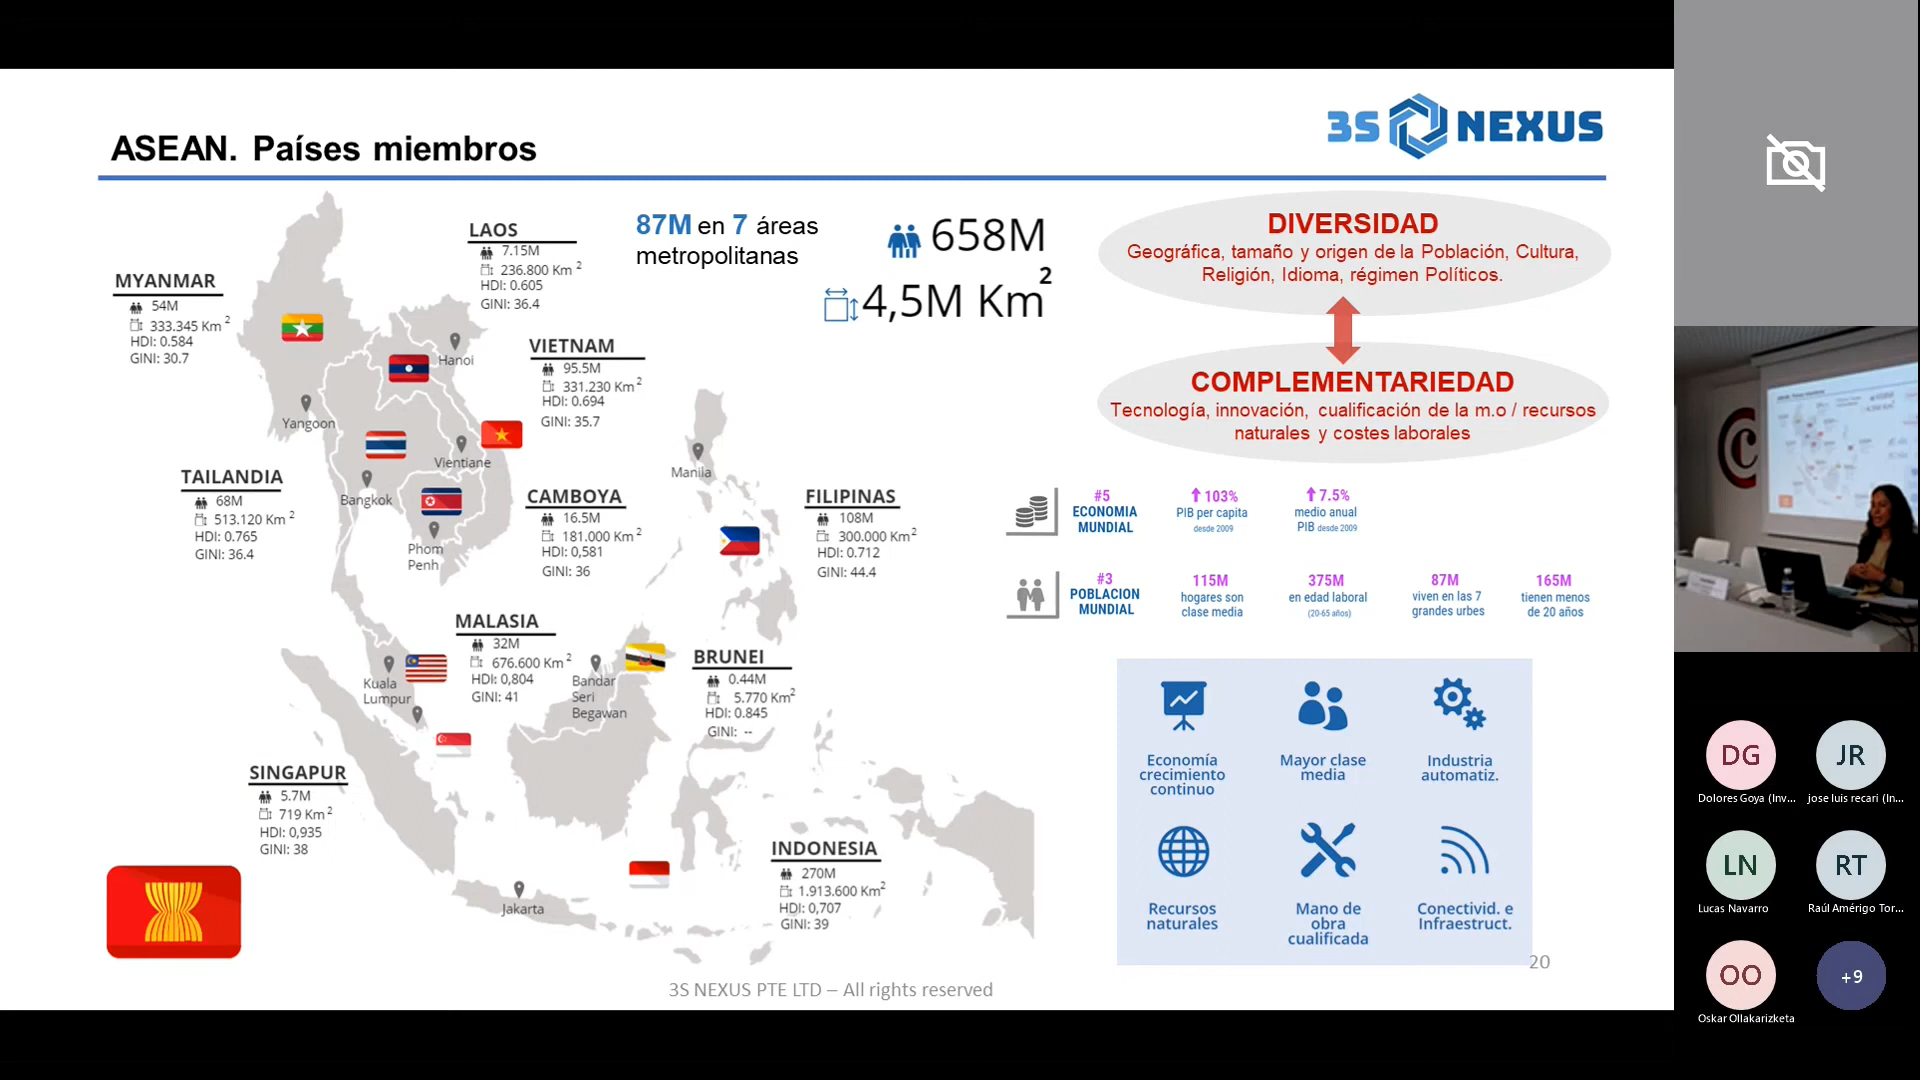 ASEAN. Países miembros
3S NEXUS
MYANMAR
54M
333.345 Km 2
HDI: 0.584
GINI: 30.7
LAOS
7.15M
236.800 Km 2
HDI: 0.605
GINI: 36.4
VIETNAM
95.5M
331.230 Km 2
HDI: 0.694
GINI: 35.7
TAILANDIA
68M
513.120 Km 2
HDI: 0.765
GINI: 36.4
CAMBOYA
16.5M
181.000 Km 2
HDI: 0,581
GINI: 36
FILIPINAS
108M
300.000 Km2
HDI: 0.712
GINI: 44.4
MALASIA
32M
676.600 Km 2
HDI: 0,804
GINI: 41
BRUNEI
0.44M
5.770 Km2
HDI: 0.845
GINI: --
SINGAPUR
5.7M
719 Km 2
HDI: 0,935
GINI: 38
INDONESIA
270M
1.913.600 Km2
HDI: 0,707
GINI: 39
Hanoi
Yangon
Vientiane
Bangkok
Phom
Penh
Manila
Kuala
Lumpur
Bandar
Seri
Begawan
Jakarta
87M en 7 áreas
metropolitanas
658M
4,5M Km 2
DIVERSIDAD
Geográfica, tamaño y origen de la Población, Cultura,
Religión, Idioma, régimen Políticos.
COMPLEMENTARIEDAD
Tecnología, innovación, cualificación de la m.o / recursos
naturales y costes laborales
#5
ECONOMIA
MUNDIAL
103%
PIB per capita
desde 2009
7.5%
medio anual
PIB desde 2009
#3
POBLACION
MUNDIAL
115M
hogares son
clase media
375M
en edad laboral
(20-65 años)
87M
viven en las 7
grandes urbes
165M
tienen menos
de 20 años
Economía
crecimiento
continuo
Mayor clase
media
Industria
automatiz.
Recursos
naturales
Mano de
obra
cualificada
Conectivid. e
Infraestruct.
20
3S NEXUS PTE LTD – All rights reserved
DG
Dolores Goya (Inv...
JR
jose luis recari (In...
LN
Lucas Navarro
RT
Raúl Amérigo Tor...
OO
Oskar Ollakarizketa
+9